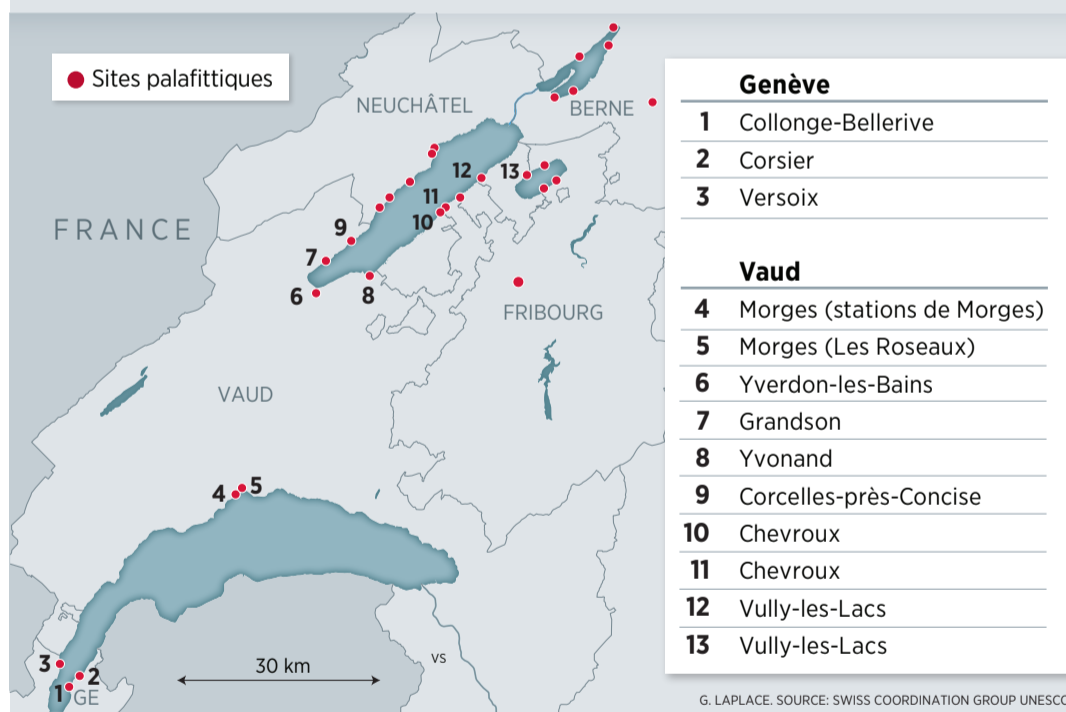 Sites palafittiques
NEUCHÂTEL
BERNE
FRANCE
FRIBOURG
VAUD
vs
GE
12
13
11
10
9
7
6
8
4
5
3
2
1
30 km
Genève
1 Collonge-Bellerive
2 Corsier
3 Versoix
Vaud
4 Morges (stations de Morges)
5 Morges (Les Roseaux)
6 Yverdon-les-Bains
7 Grandson
8 Yvonand
9 Corcelles-près-Concise
10 Chevroux
11 Chevroux
12 Vully-les-Lacs
13 Vully-les-Lacs
G. LAPLACE. SOURCE: SWISS COORDINATION GROUP UNESCO